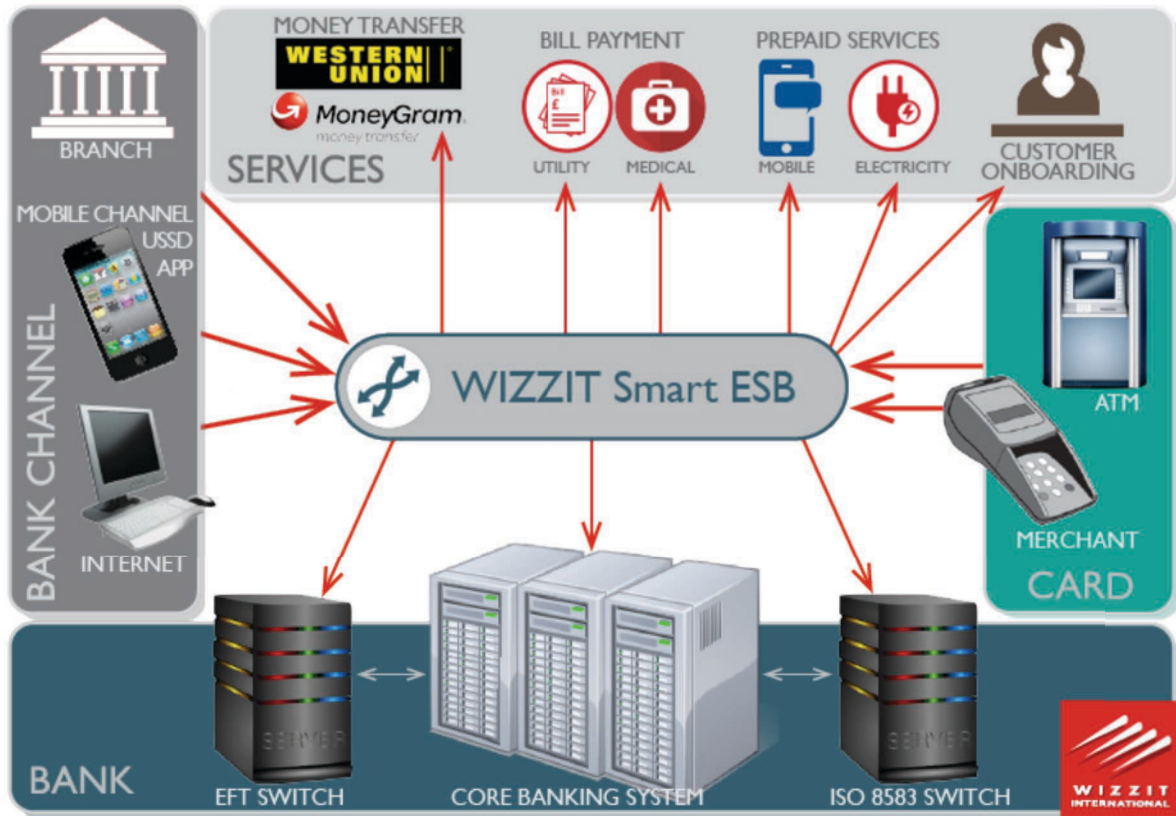 BRANCH
MOBILE CHANNEL
USSD
APP
INTERNET
BANK CHANNEL
MONEY TRANSFER
WESTERN
UNION
MoneyGram
money transfer
SERVICES
BILL PAYMENT
Bill
£
UTILITY
MEDICAL
PREPAID SERVICES
MOBILE
ELECTRICITY
CUSTOMER
ONBOARDING
WIZZIT Smart ESB
ATM
MERCHANT
CARD
SERVER
SERVER
BANK
EFT SWITCH
CORE BANKING SYSTEM
ISO 8583 SWITCH
WIZZIT
INTERNATIONAL